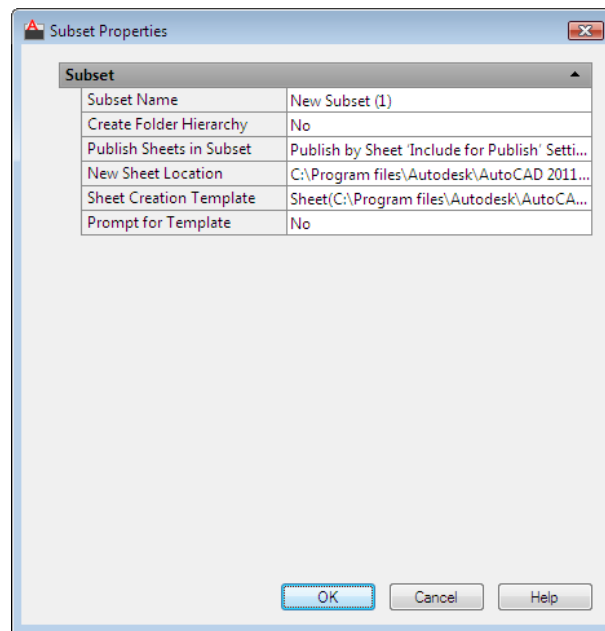 Subset Properties
Subset
Subset Name New Subset (1)
Create Folder Hierarchy No
Publish Sheets in Subset Publish by Sheet 'Include for Publish' Setti...
New Sheet Location C:\Program files\Autodesk\AutoCAD 2011...
Sheet Creation Template Sheet(C:\Program files\Autodesk\AutoCA...
Prompt for Template No
OK Cancel Help